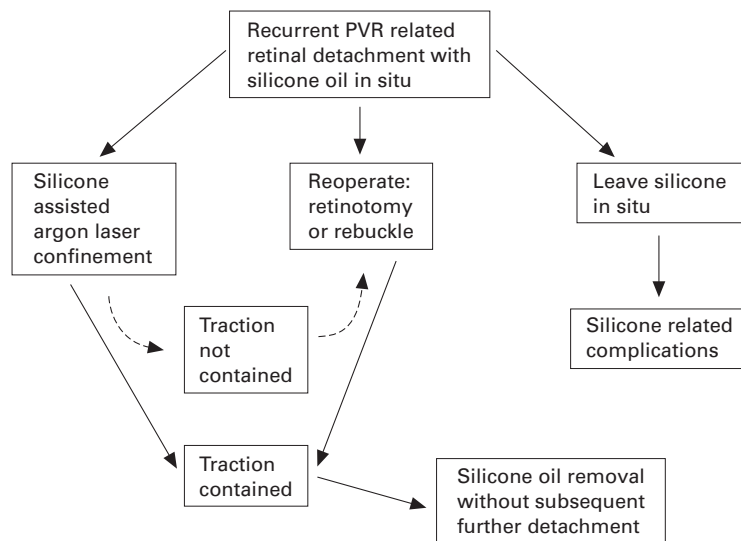 Recurrent PVR related
retinal detachment with
silicone oil in situ
Silicone
assisted
argon laser
confinement
Reoperate:
retinotomy
or rebuckle
Leave silicone
in situ
Traction
not
contained
Silicone related
complications
Traction
contained
Silicone oil removal
without subsequent
further detachment